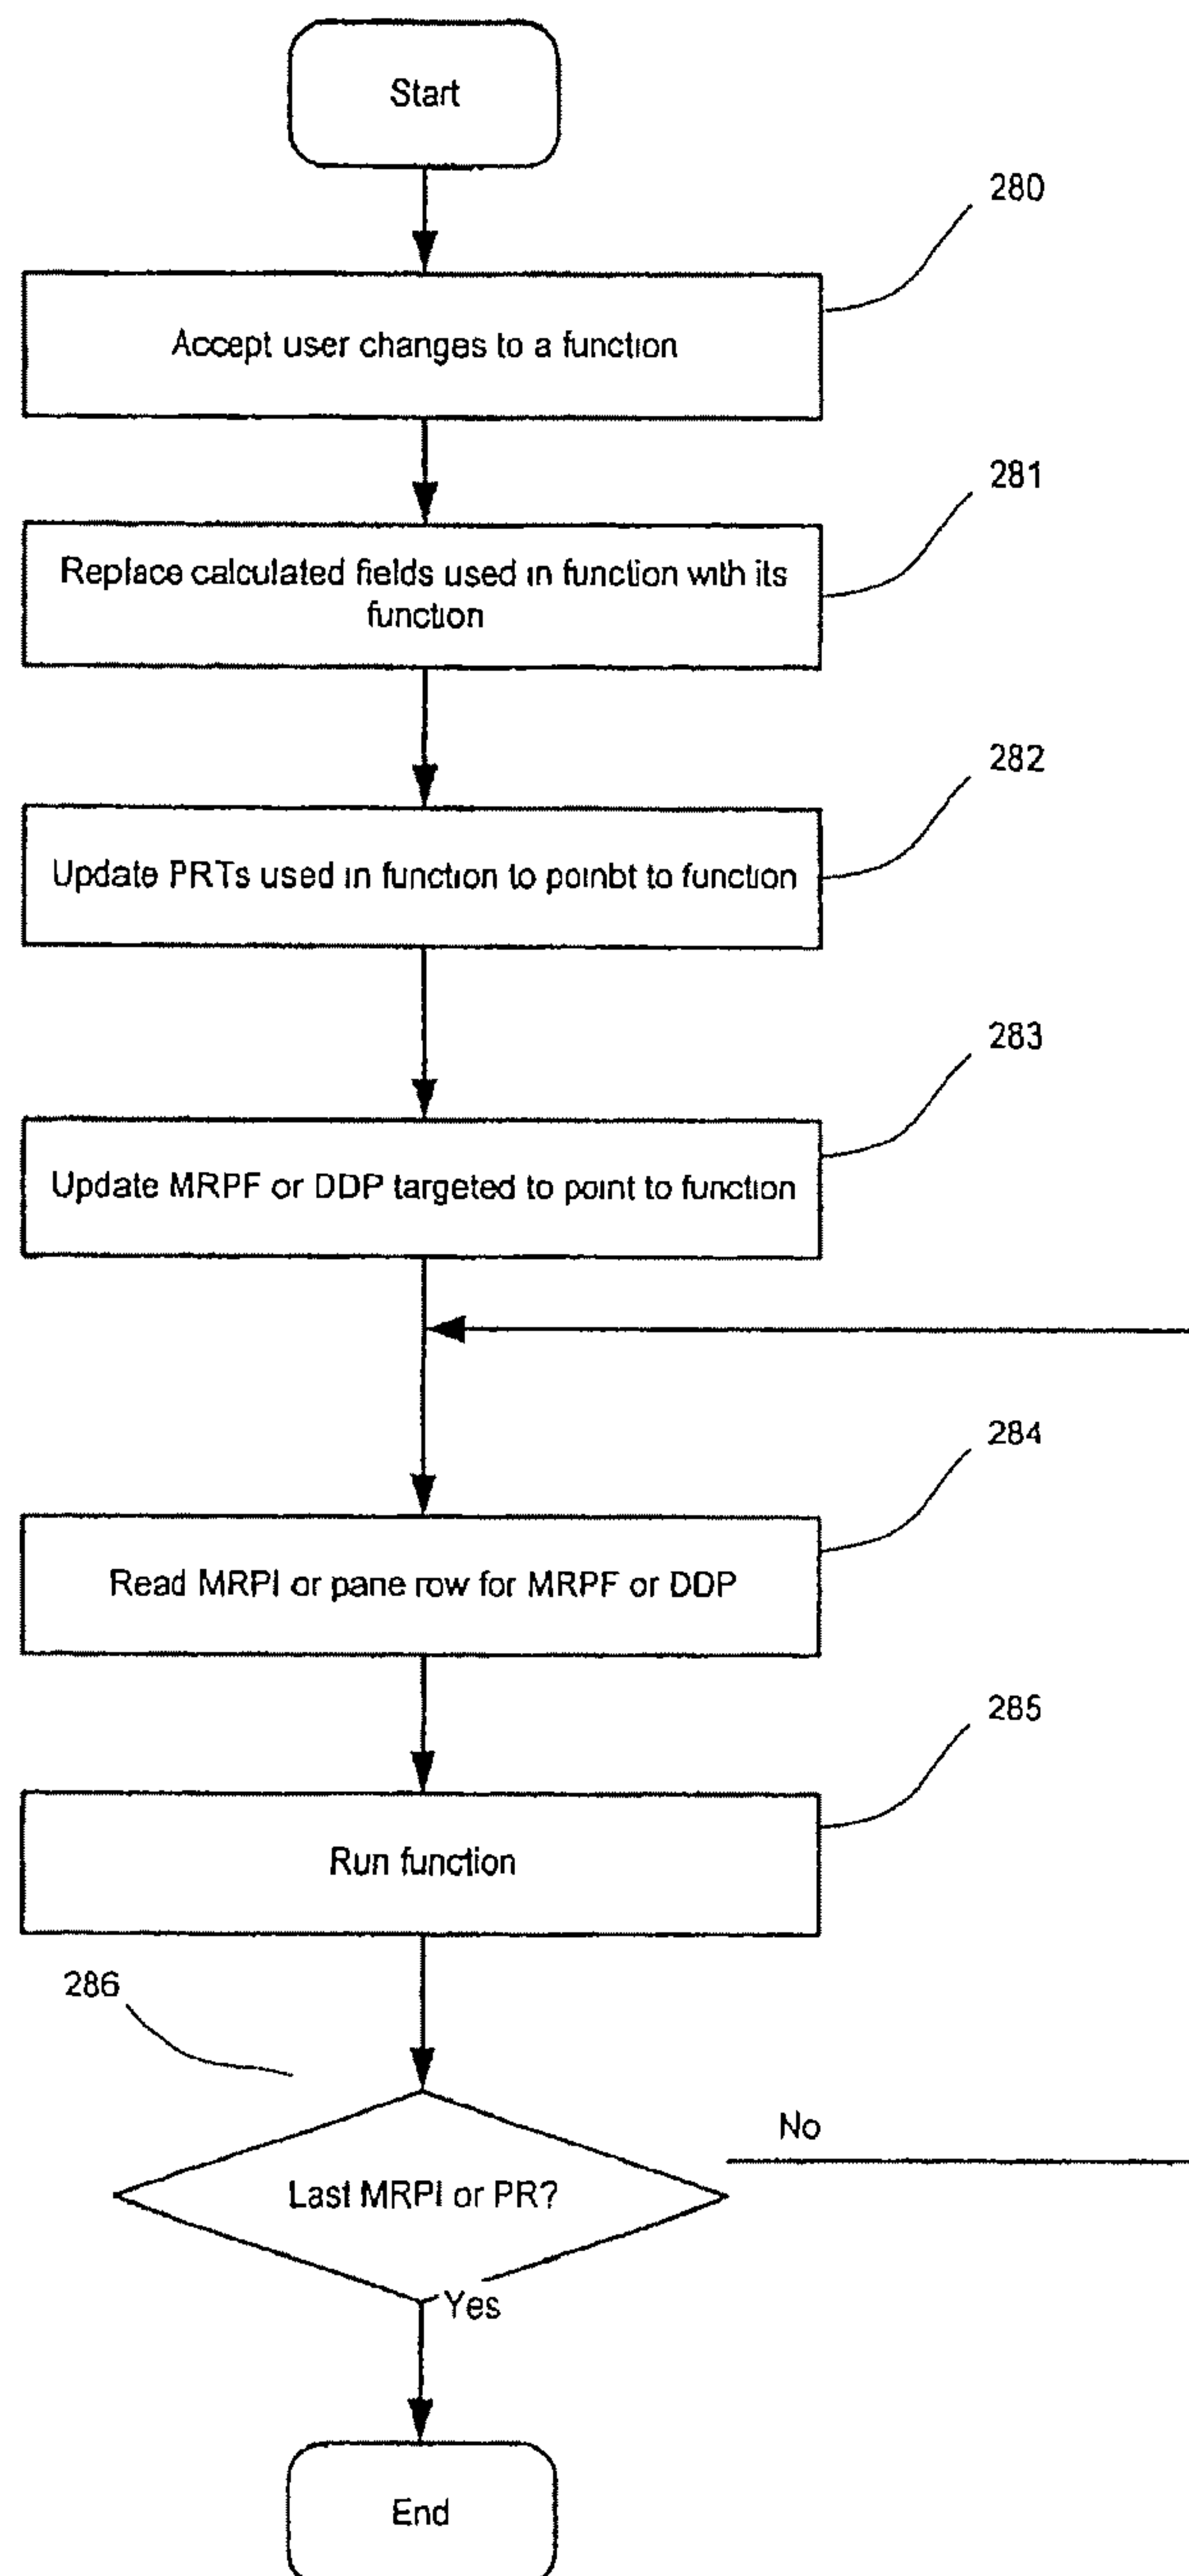 Start
280
Accept user changes to a function
281
Replace calculated fields used in function with its
function
282
Update PRTs used in function to poinbt to function
283
Update MRPF or DDP targeted to point to function
284
Read MRPI or pane row for MRPF or DDP
285
Run function
286
No
Last MRPI or PR?
Yes
End